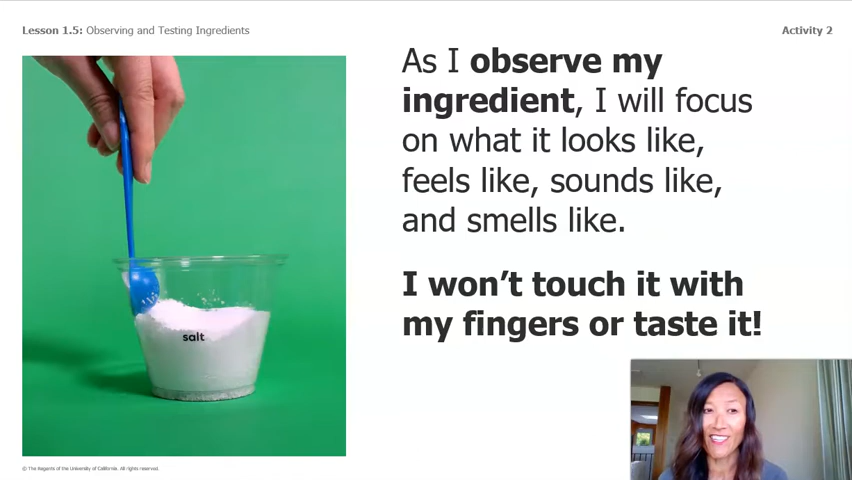 Lesson 1.5: Observing and Testing Ingredients
Activity 2
As I observe my
ingredient, I will focus
on what it looks like,
feels like, sounds like,
and smells like.
I won’t touch it with
my fingers or taste it!
salt
© The Regents of the University of California. All rights reserved.